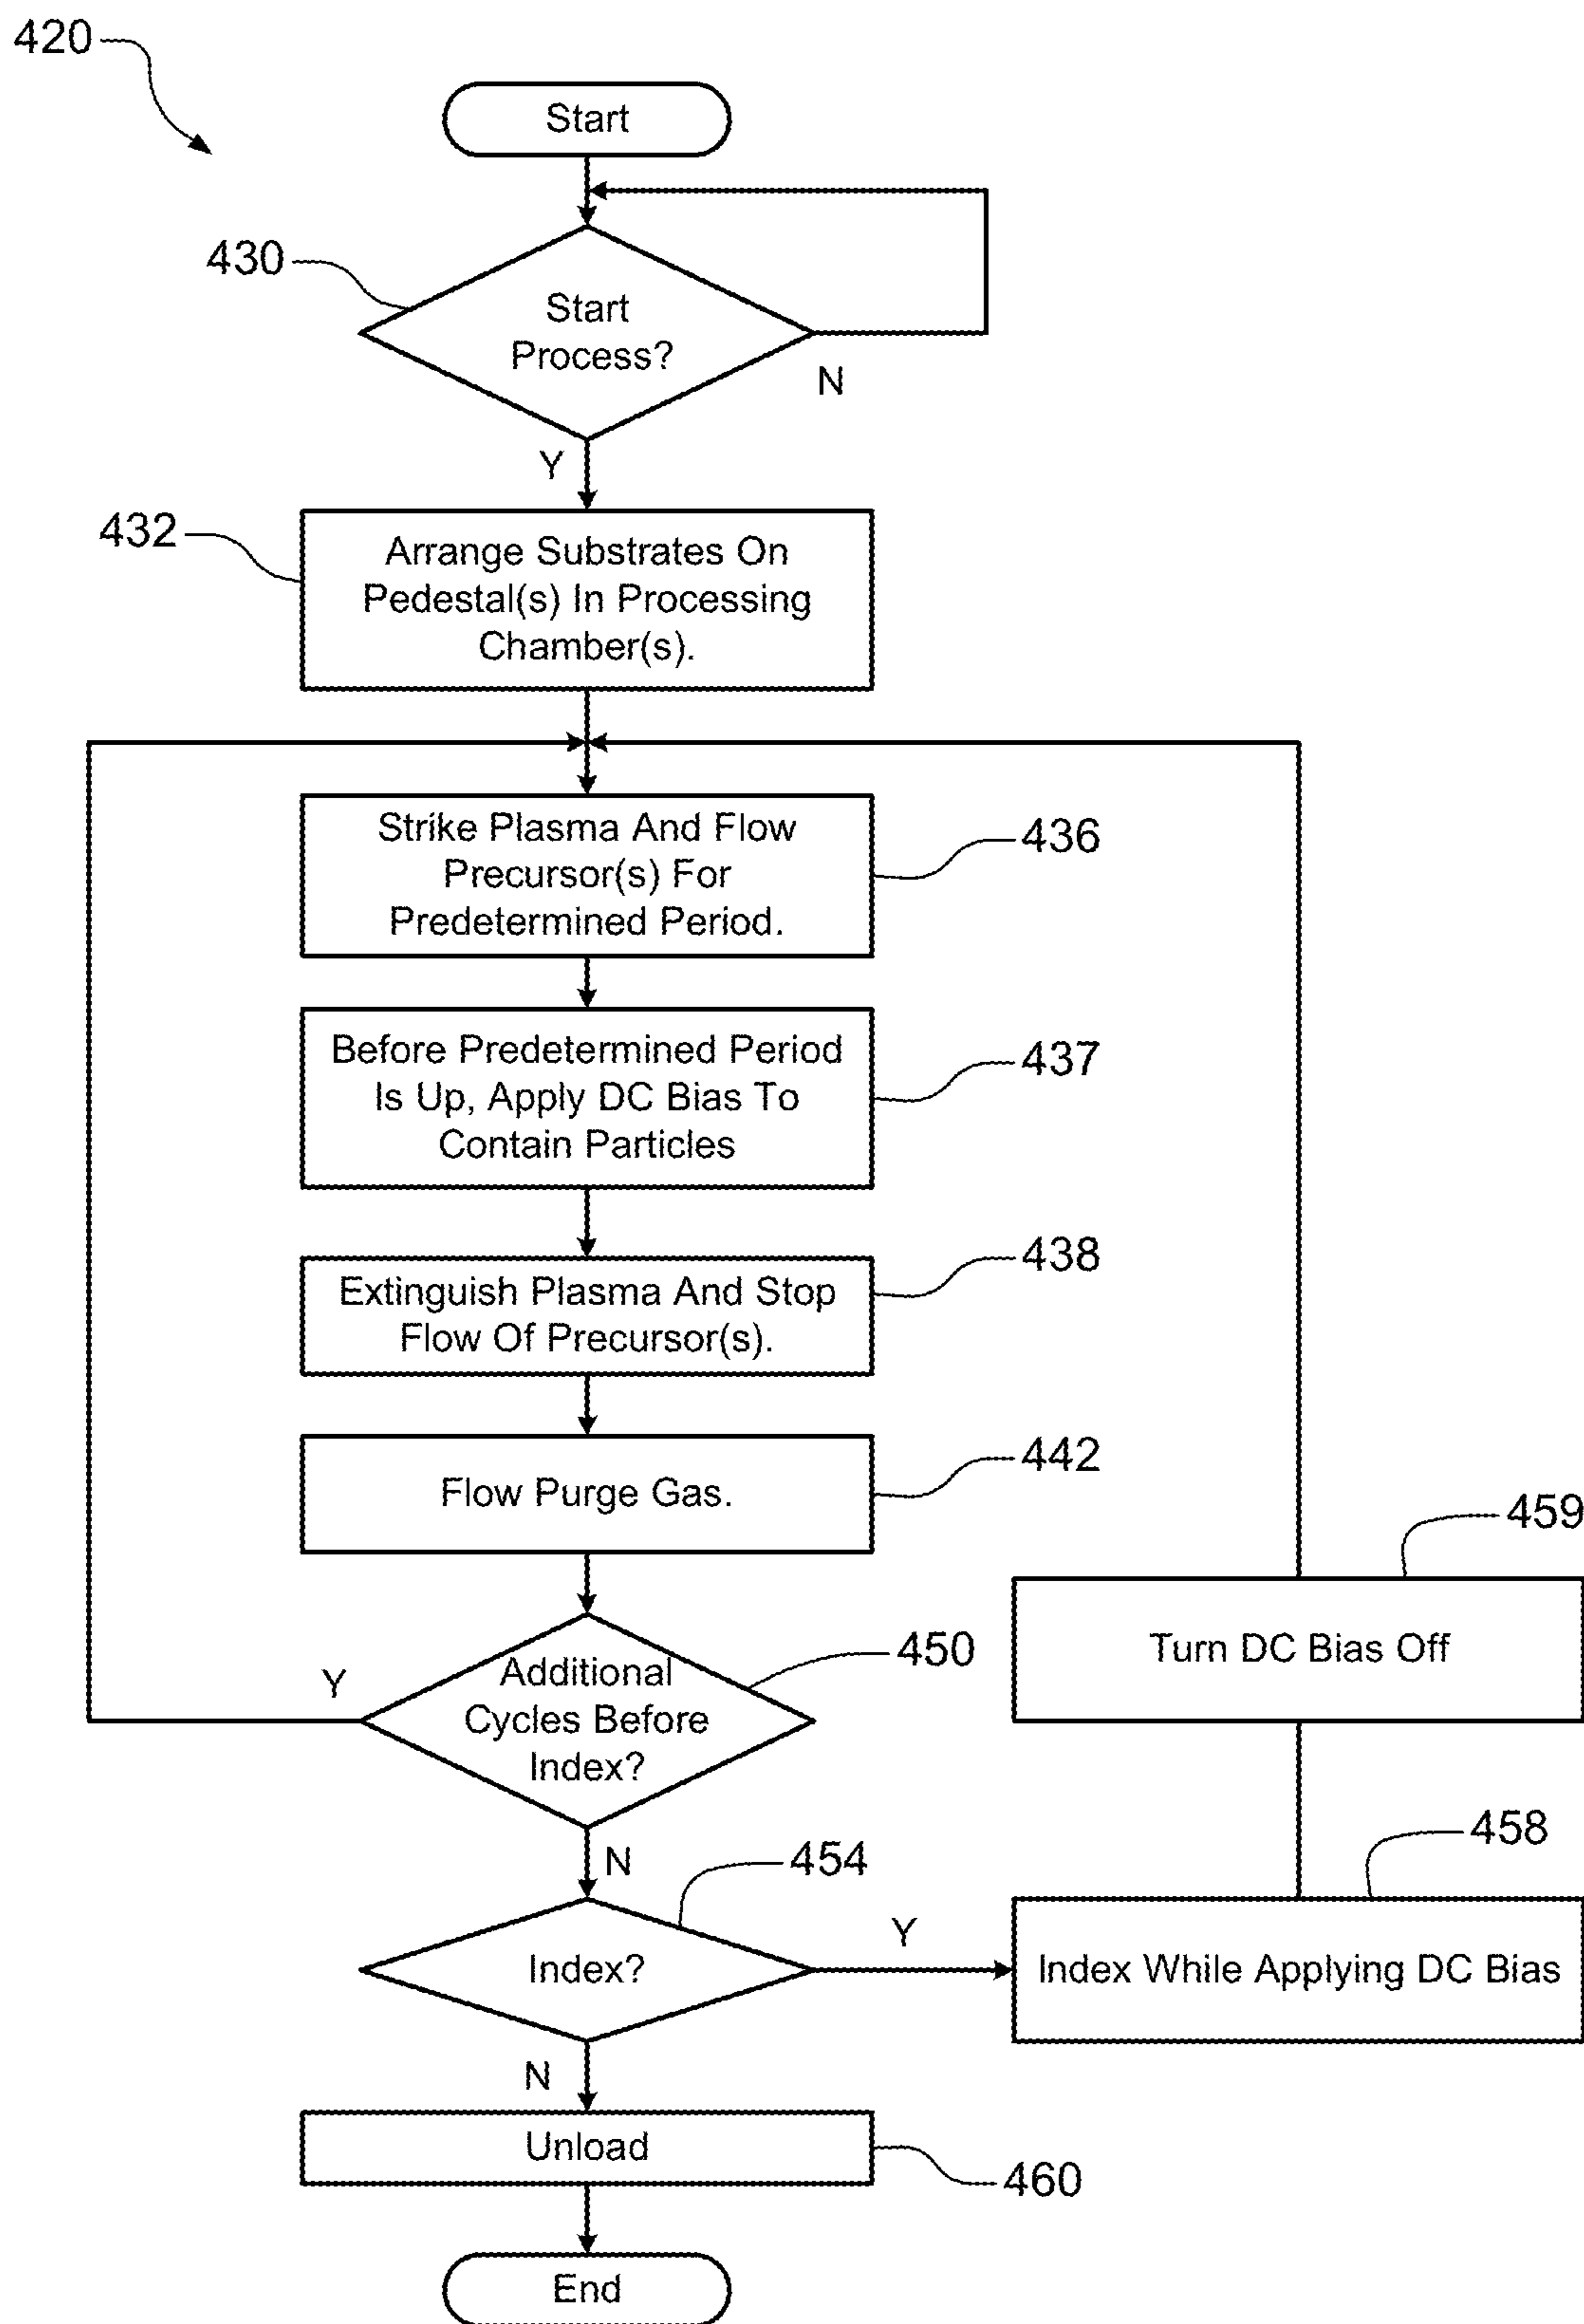 420
Start
430
Start
Process?
N
Y
432
Arrange Substrates On
Pedestal(s) In Processing
Chamber(s).
Strike Plasma And Flow
Precursor(s) For
Predetermined Period.
436
Before Predetermined Period
Is Up, Apply DC Bias To
Contain Particles
437
Extinguish Plasma And Stop
Flow Of Precursor(s).
438
Flow Purge Gas.
442
459
Turn DC Bias Off
Y
Additional
Cycles Before
Index?
450
N
454
458
Index?
Y
Index While Applying DC Bias
N
Unload
460
End